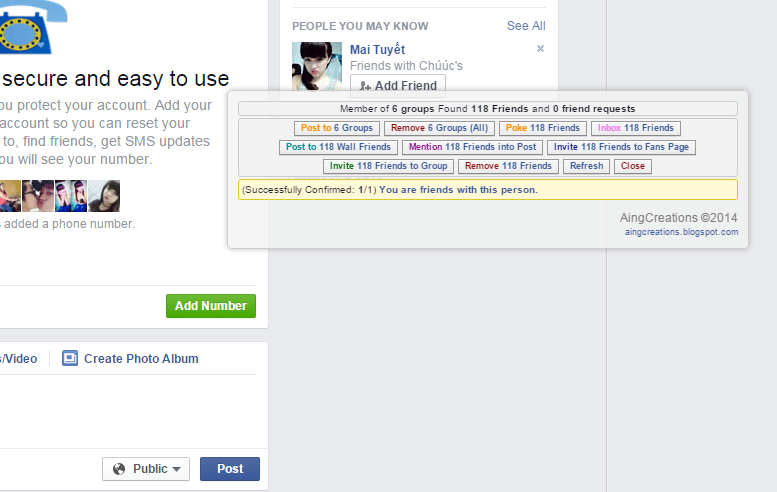 secure and easy to use
ou protect your account. Add your
account so you can reset your
to, find friends, get SMS updates
ou will see your number.
s added a phone number.
Add Number
s/Video
Create Photo Album
Public
Post
PEOPLE YOU MAY KNOW
See All
Mai Tuyết
Friends with Chúúc's
Add Friend
Member of 6 groups Found 118 Friends and 0 friend requests
Post to 6 Groups
Remove 6 Groups (All)
Poke 118 Friends
Inbox 118 Friends
Post to 118 Wall Friends
Mention 118 Friends into Post
Invite 118 Friends to Fans Page
Invite 118 Friends to Group
Remove 118 Friends
Refresh
Close
(Successfully Confirmed: 1/1) You are friends with this person.
AingCreations ©2014
aingcreations.blogspot.com